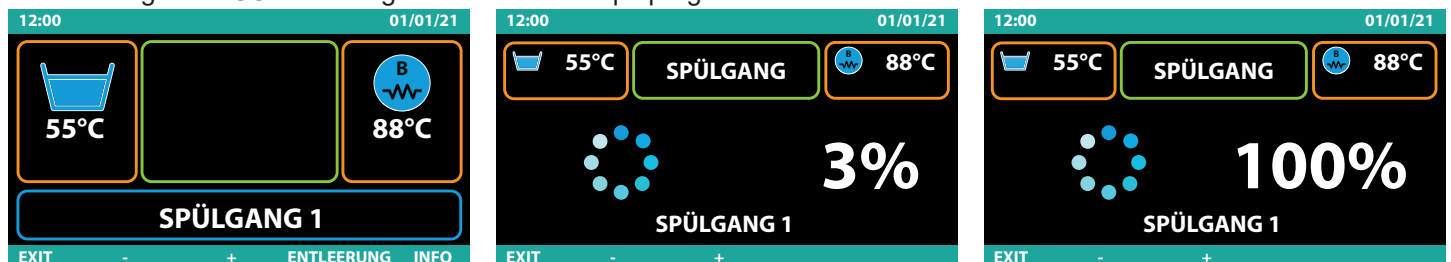 12:00 01/01/21
55°C
B
88°C
SPÜLGANG 1
EXIT - + ENTLEERUNG INFO
12:00 01/01/21
55°C SPÜLGANG B 88°C
3%
SPÜLGANG 1
EXIT - +
12:00 01/01/21
55°C SPÜLGANG B 88°C
100%
SPÜLGANG 1
EXIT - +